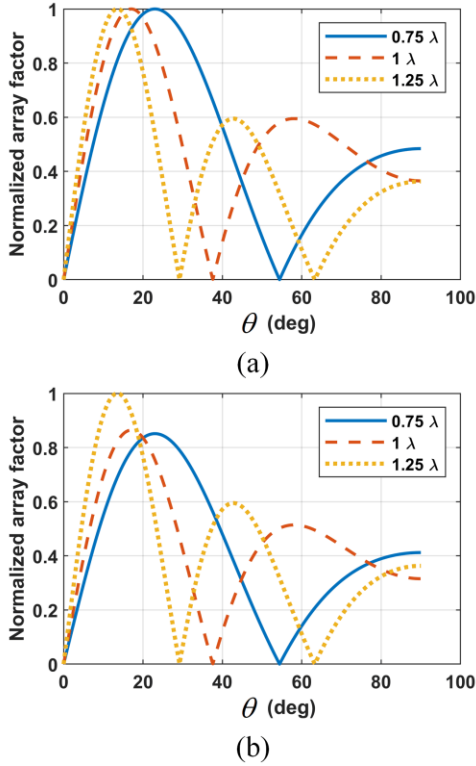 Normalized array factor
1
0.8
0.6
0.4
0.2
0
0 20 40 60 80 100
θ (deg)
0.75 λ
1 λ
1.25 λ
(a)
Normalized array factor
1
0.8
0.6
0.4
0.2
0
0 20 40 60 80 100
θ (deg)
0.75 λ
1 λ
1.25 λ
(b)